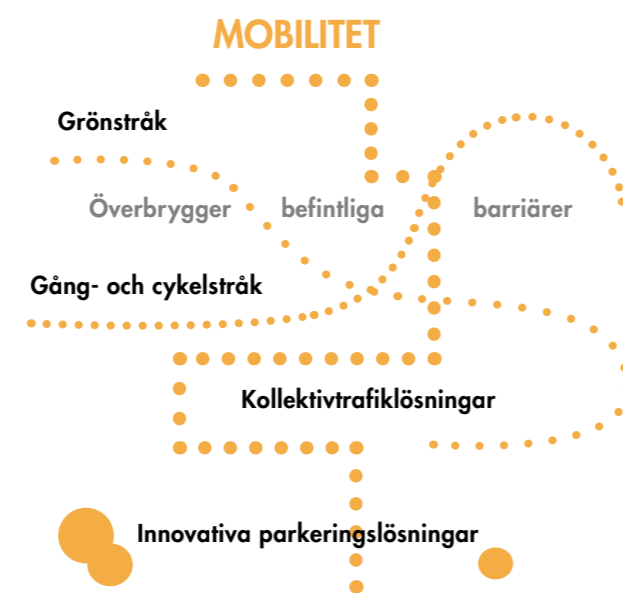 MOBILITET
Grönstråk
Överbrygger befintliga barriärer
Gång- och cykelstråk
Kollektivtrafiklösningar
Innovativa parkeringslösningar